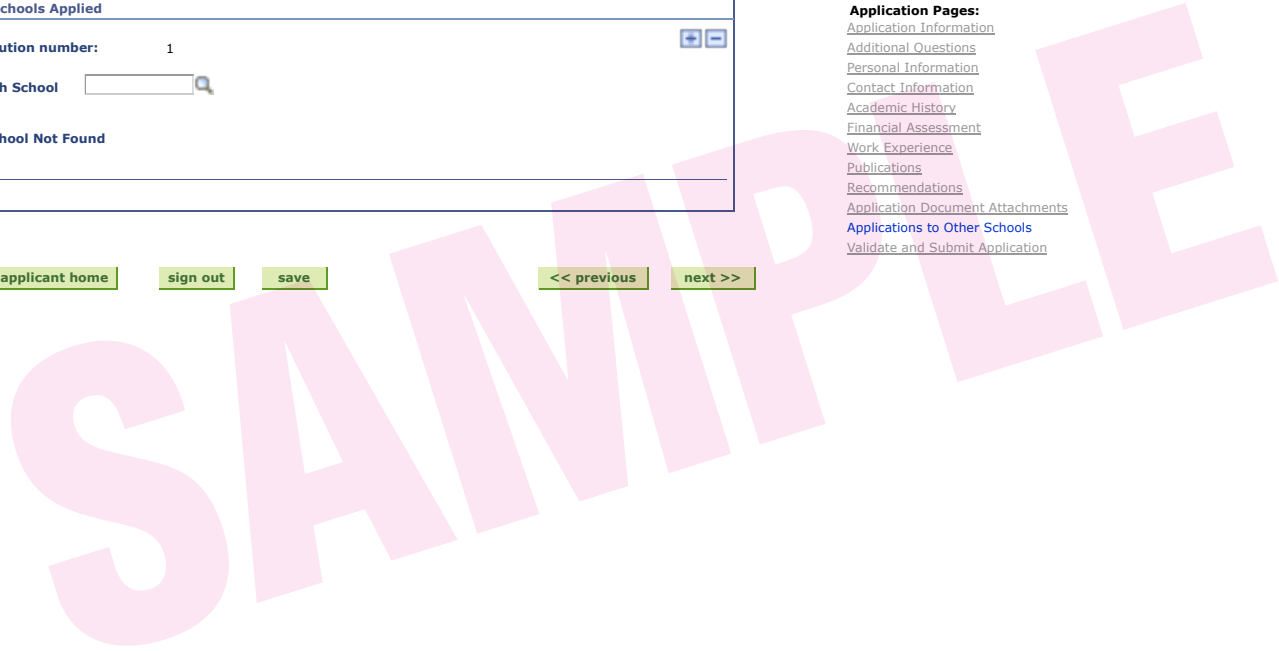 chools Applied
ution number: 1
h School
hool Not Found
applicant home
sign out
save
<< previous
next >>
Application Pages:
Application Information
Additional Questions
Personal Information
Contact Information
Academic History
Financial Assessment
Work Experience
Publications
Recommendations
Application Document Attachments
Applications to Other Schools
Validate and Submit Application
SAMPLE